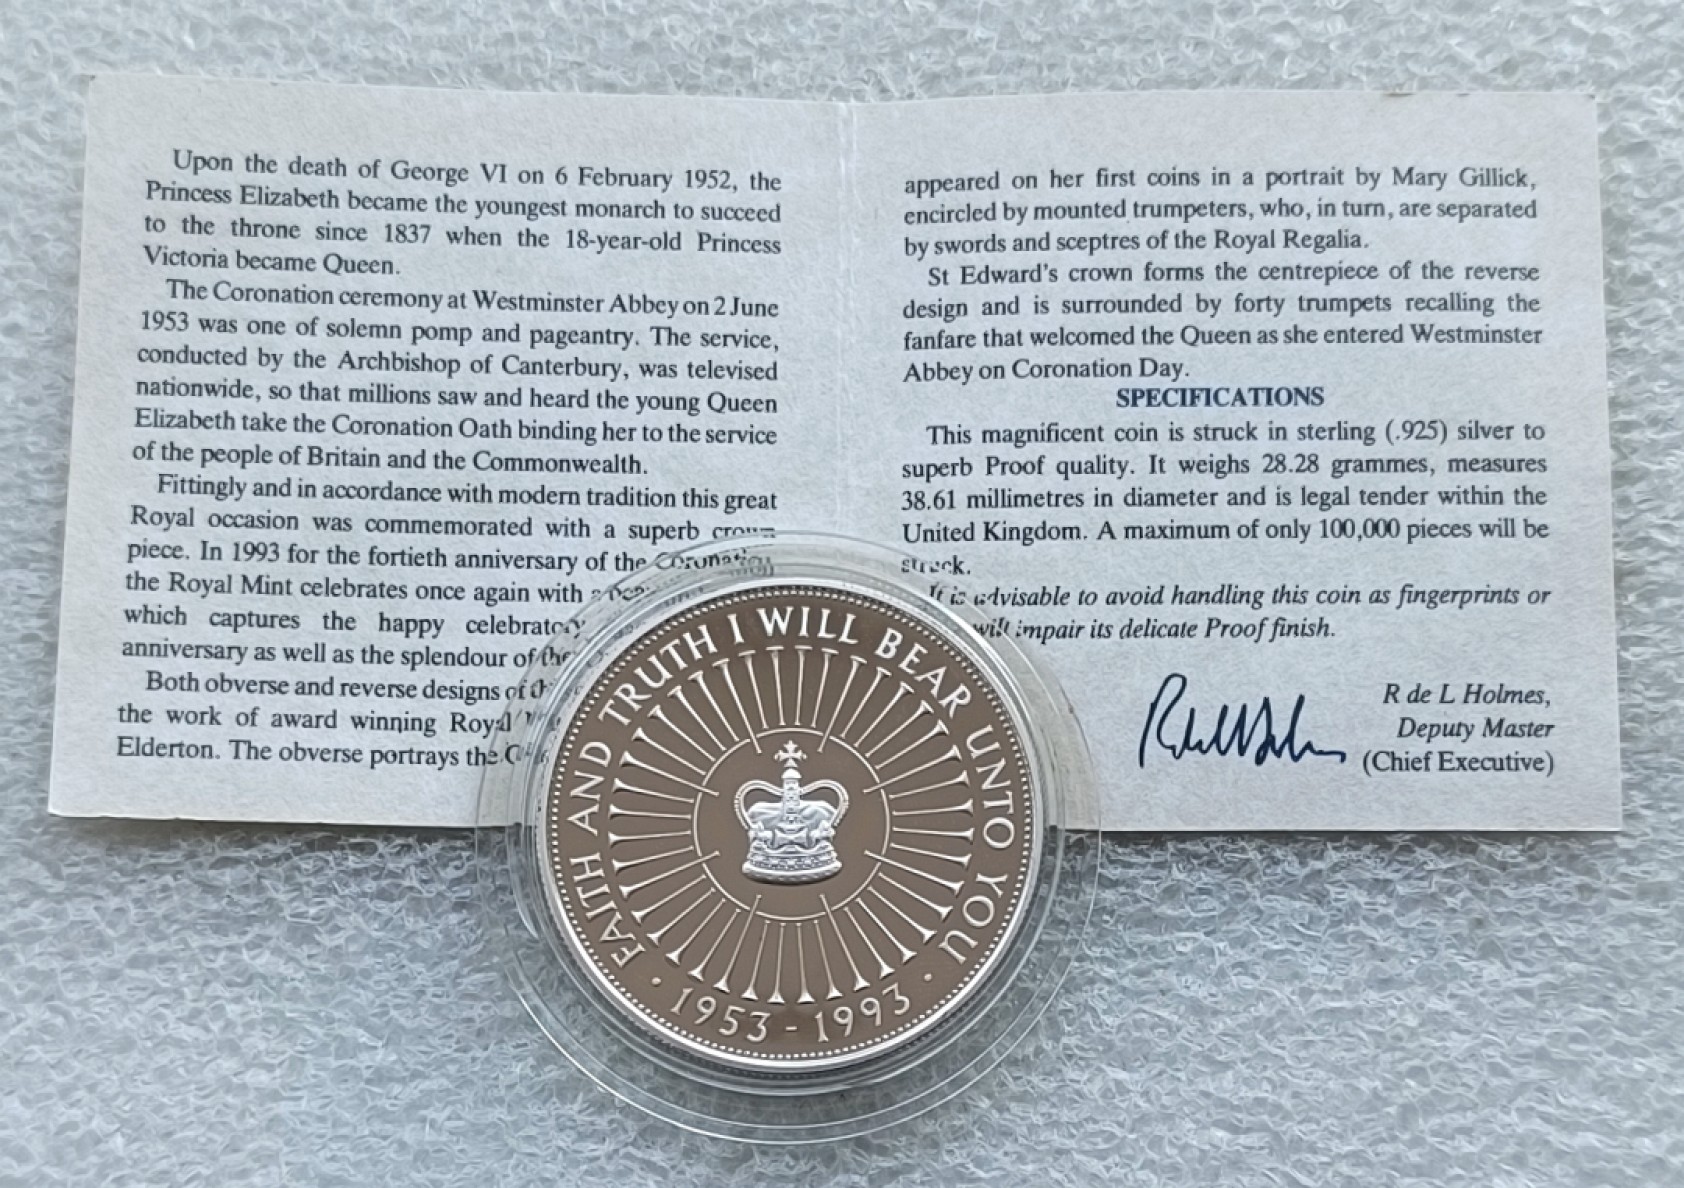 Upon the death of George VI on 6 February 1952, the
Princess Elizabeth became the youngest monarch to succeed
to the throne since 1837 when the 18-year-old Princess
Victoria became Queen.
The Coronation ceremony at Westminster Abbey on 2 June
1953 was one of solemn pomp and pageantry. The service,
conducted by the Archbishop of Canterbury, was televised
nationwide, so that millions saw and heard the young Queen
Elizabeth take the Coronation Oath binding her to the service
of the people of Britain and the Commonwealth.
Fittingly and in accordance with modern tradition this great
Royal occasion was commemorated with a superb crown
piece. In 1993 for the fortieth anniversary of the Coronation
the Royal Mint celebrates once again with a
which captures the happy celebratory
anniversary as well as the splendour of the
Both obverse and reverse designs of
the work of award winning Royal
Elderton. The obverse portrays the
appeared on her first coins in a portrait by Mary Gillick,
encircled by mounted trumpeters, who, in turn, are separated
by swords and sceptres of the Royal Regalia.
St Edward's crown forms the centrepiece of the reverse
design and is surrounded by forty trumpets recalling the
fanfare that welcomed the Queen as she entered Westminster
Abbey on Coronation Day.
SPECIFICATIONS
This magnificent coin is struck in sterling (.925) silver to
superb Proof quality. It weighs 28.28 grammes, measures
38.61 millimetres in diameter and is legal tender within the
United Kingdom. A maximum of only 100,000 pieces will be
struck.
It is advisable to avoid handling this coin as fingerprints or
will impair its delicate Proof finish.
R de L Holmes,
Deputy Master
(Chief Executive)
FAITH AND TRUTH I WILL BEAR UNTO YOU
· 1953 - 1993 ·